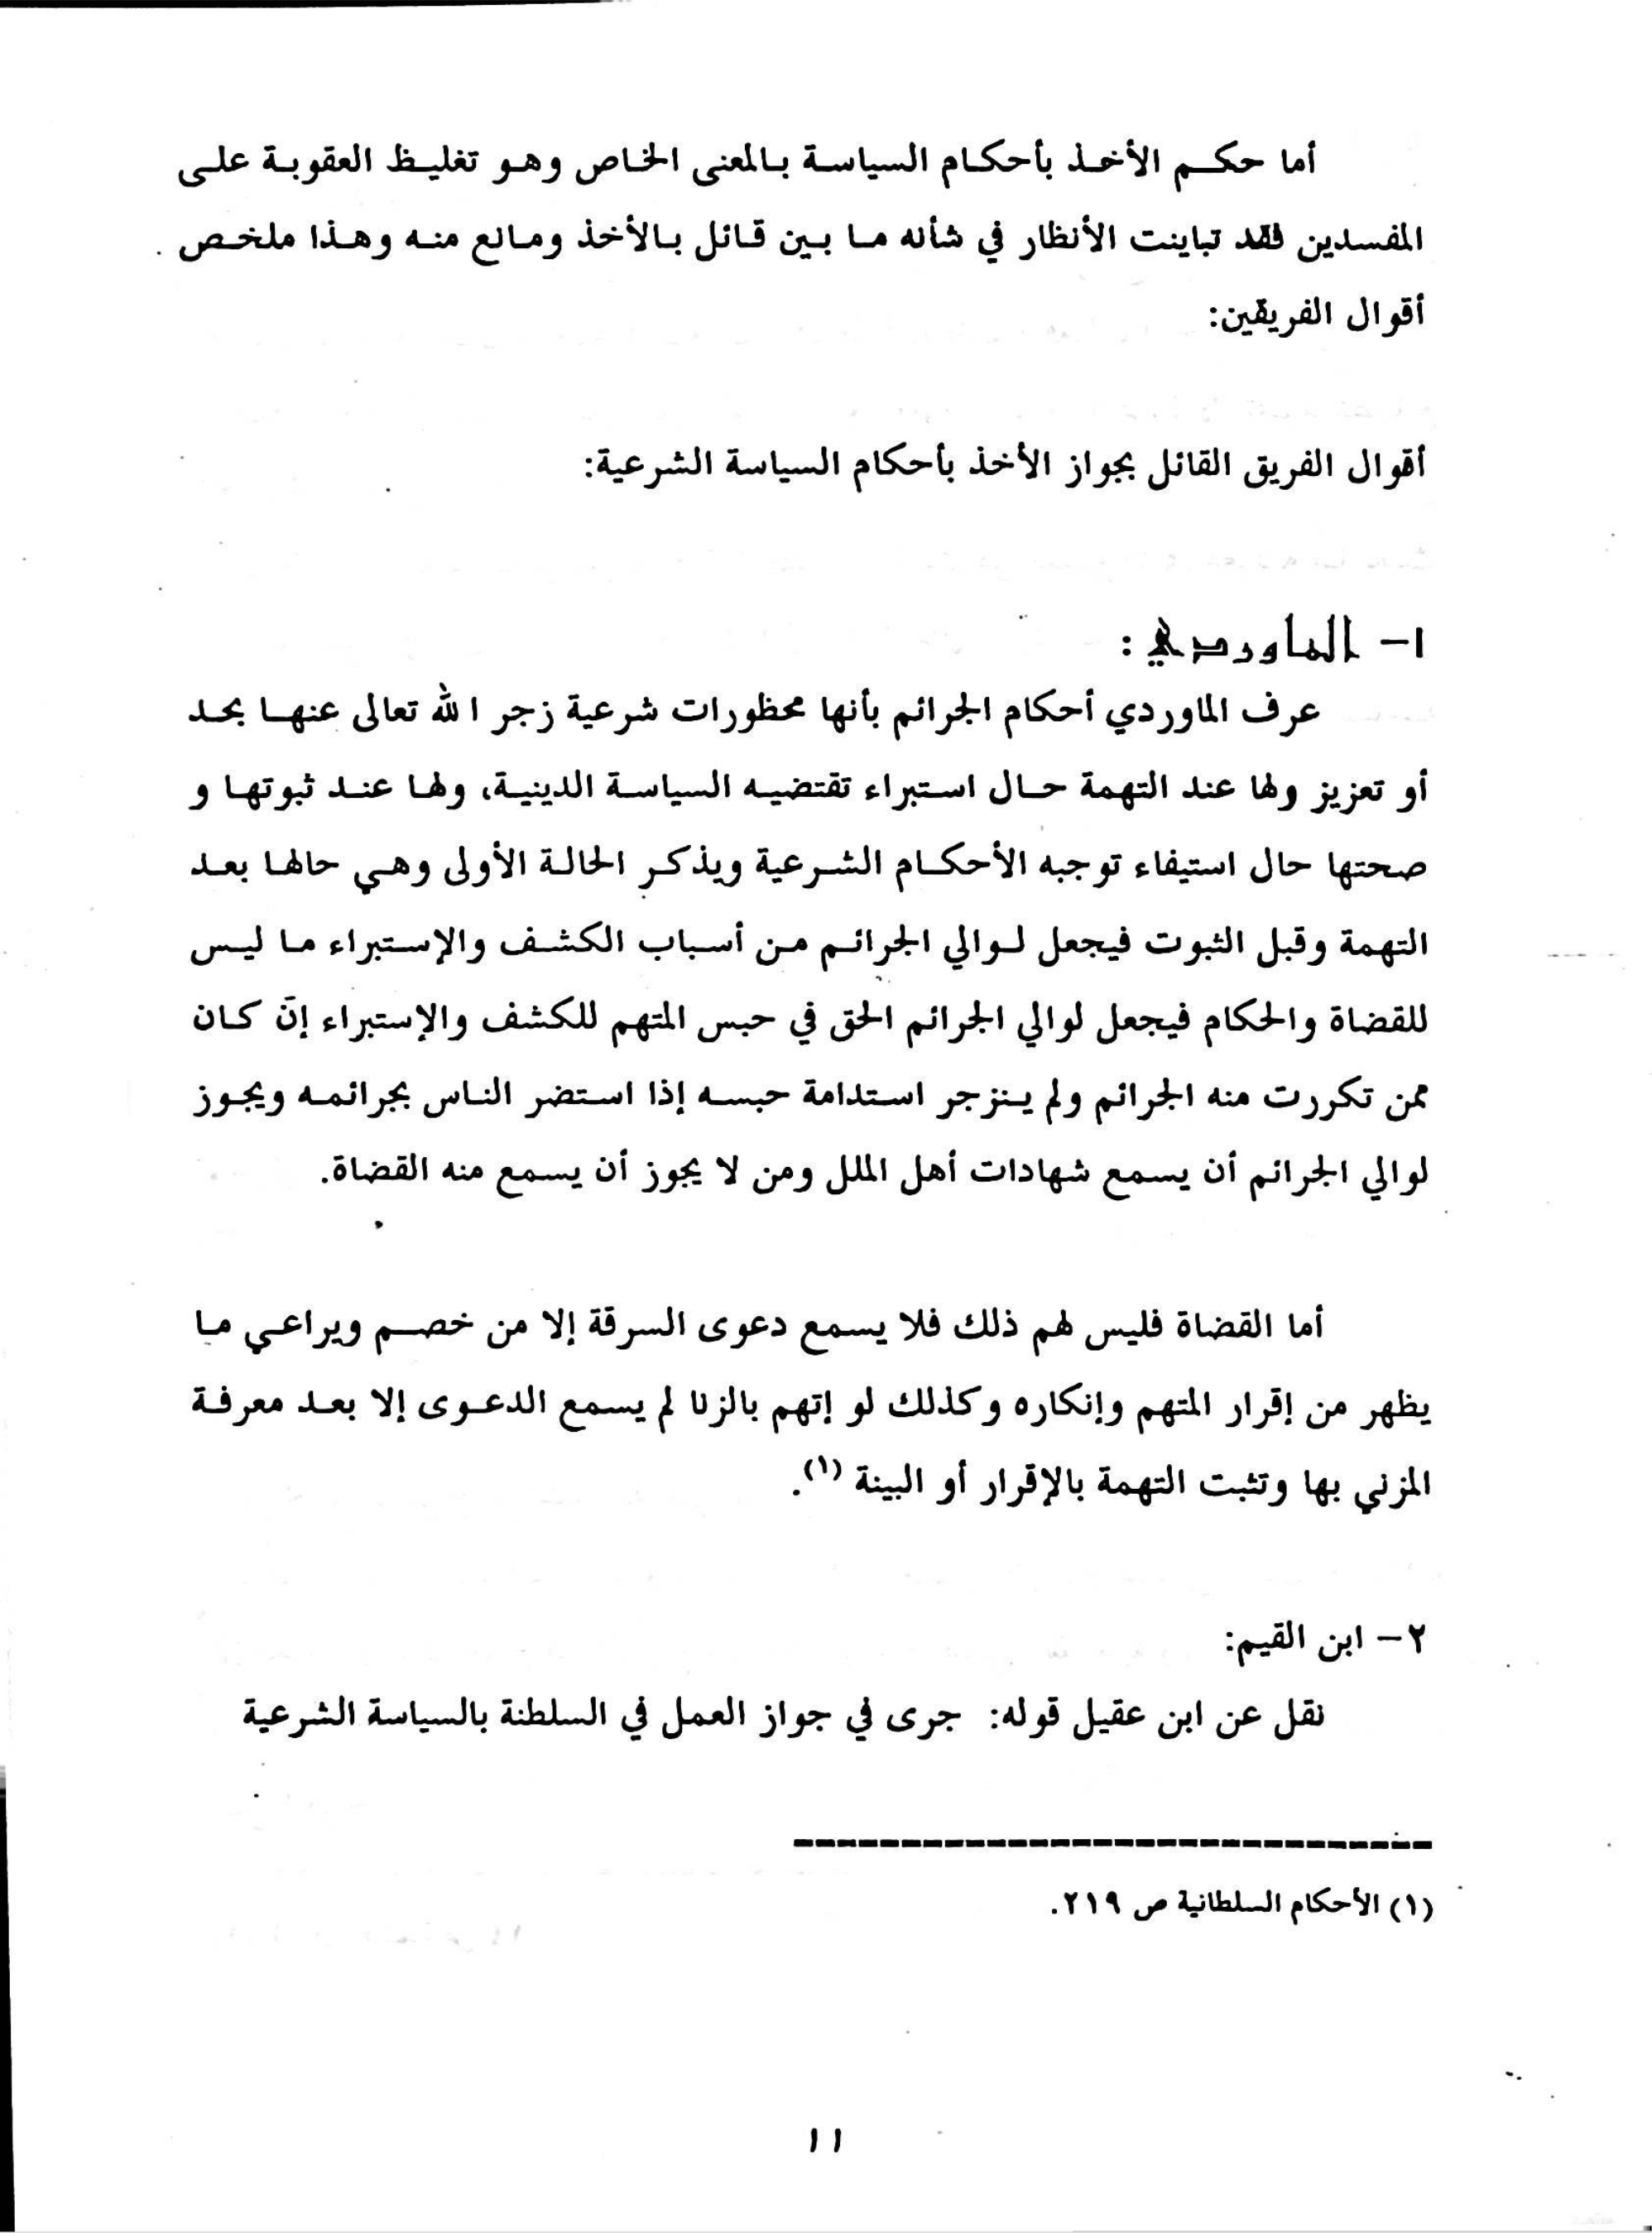 أما حكم الأخذ بأحكام السياسة بالمعنى الخاص وهو تغليظ العقوبة على
المفسدين فقد تباينت الأنظار في شأنه ما بين قائل بالأخذ ومانع منه وهذا ملخص
أقوال الفريقين:
أقوال الفريق القائل بجواز الأخذ بأحكام السياسة الشرعية:
١- الماوردي :
عرف الماوردي أحكام الجرائم بأنها محظورات شرعية زجر الله تعالى عنها بحد
أو تعزيز ولها عند التهمة حال استبراء تقتضيه السياسة الدينية، ولها عند ثبوتها و
صحتها حال استيفاء توجبه الأحكام الشرعية ويذكر الحالة الأولى وهي حالها بعد
التهمة وقبل الثبوت فيجعل لوالي الجرائم من أسباب الكشف والإستبراء ما ليس
للقضاة والحكام فيجعل لوالي الجرائم الحق في حبس المتهم للكشف والإستبراء إن كان
ممن تكررت منه الجرائم ولم ينزجر استدامة حبسه إذا استضر الناس بجرائمه ويجوز
لوالي الجرائم أن يسمع شهادات أهل الملل ومن لا يجوز أن يسمع منه القضاة.
أما القضاة فليس لهم ذلك فلا يسمع دعوى السرقة إلا من خصم ويراعي ما
يظهر من إقرار المتهم وإنكاره وكذلك لو إتهم بالزنا لم يسمع الدعوى إلا بعد معرفة
المزني بها وتثبت التهمة بالإقرار أو البينة (١).
٢- ابن القيم:
نقل عن ابن عقيل قوله: جرى في جواز العمل في السلطنة بالسياسة الشرعية
(١) الأحكام السلطانية ص ٢١٩.
١١